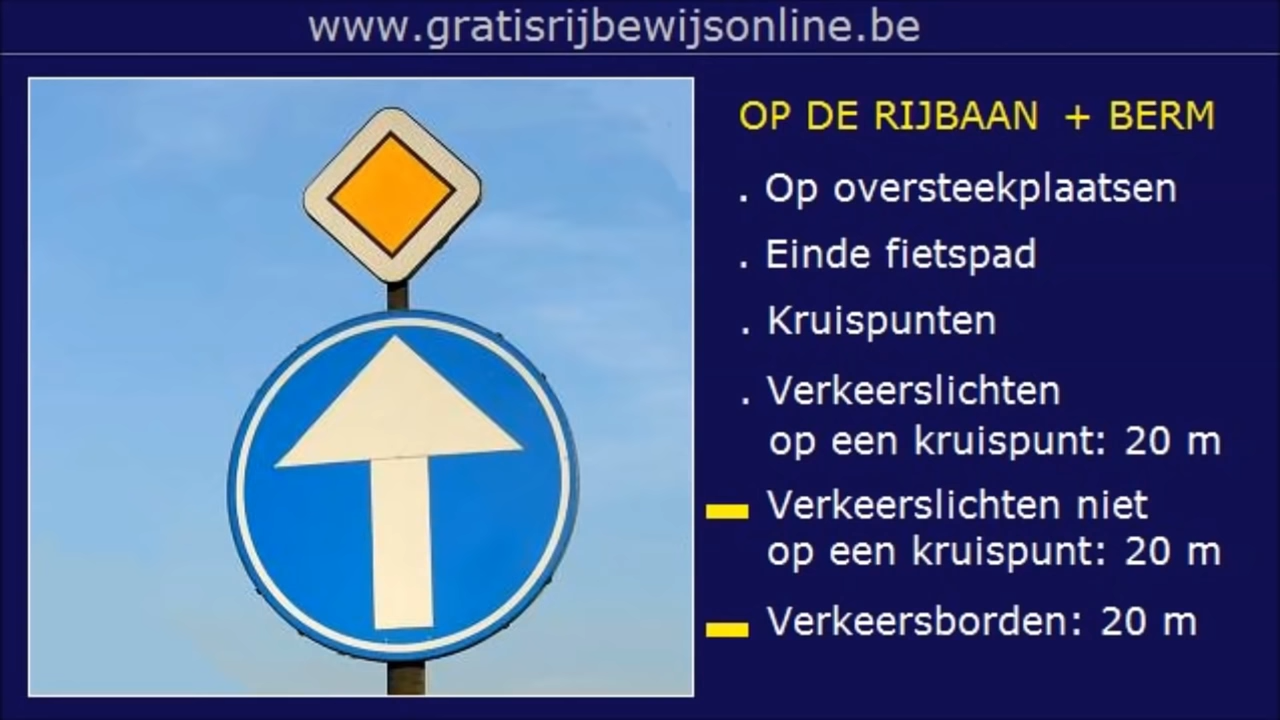 www.gratisrijbewijsonline.be
OP DE RIJBAAN + BERM
. Op oversteekplaatsen
. Einde fietspad
. Kruispunten
. Verkeerslichten
op een kruispunt: 20 m
Verkeerslichten niet
op een kruispunt: 20 m
Verkeersborden: 20 m